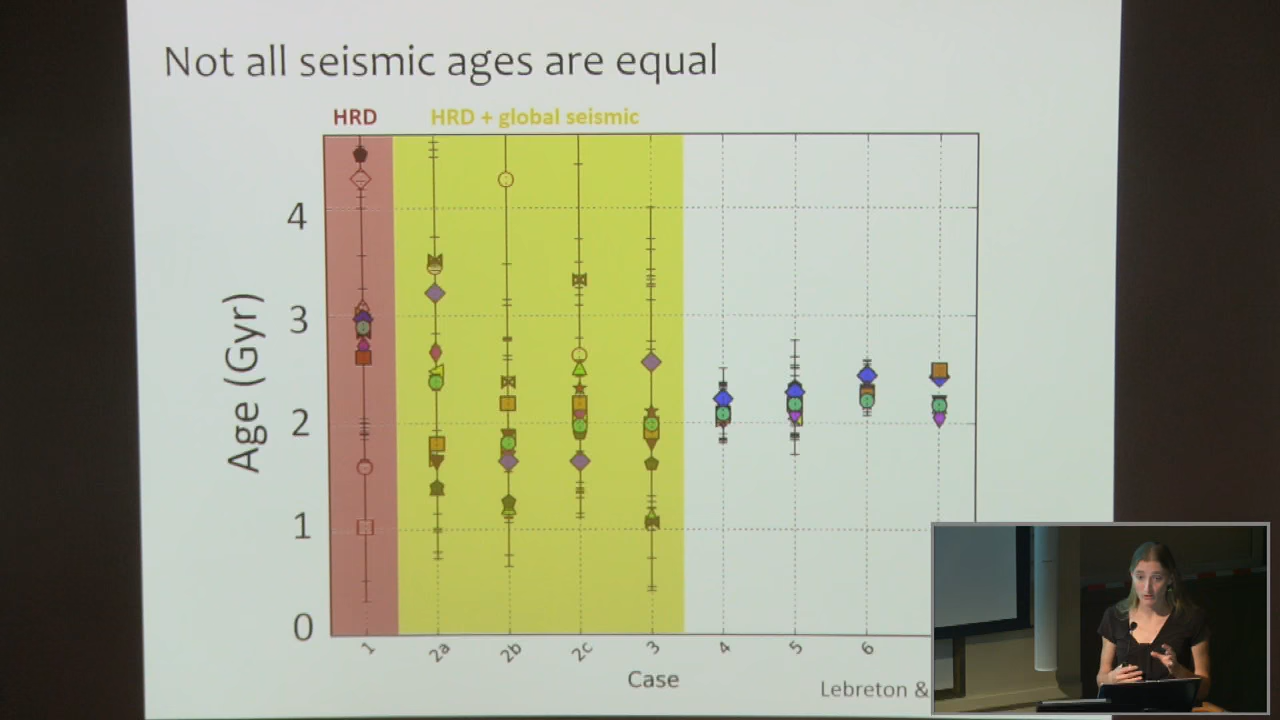 Not all seismic ages are equal
HRD
HRD + global seismic
4
3
2
1
0
Age (Gyr)
1
2a
2b
2c
3
4
5
6
Case
Lebreton &